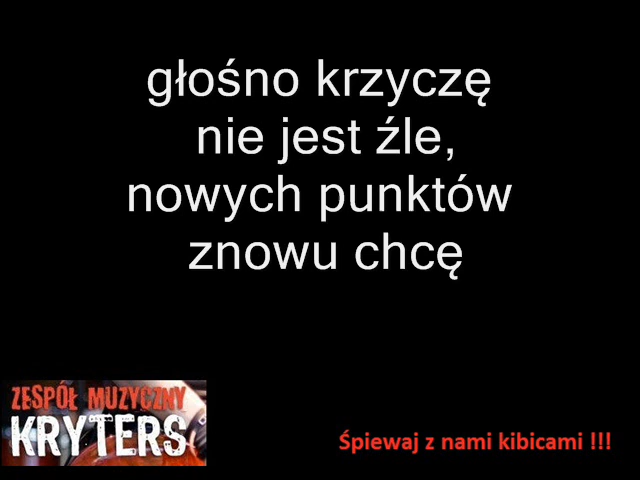 głośno krzyczę
nie jest źle,
nowych punktów
znowu chcę
ZESPÓŁ MUZYCZNY
KRYTERS
Śpiewaj z nami kibicami !!!